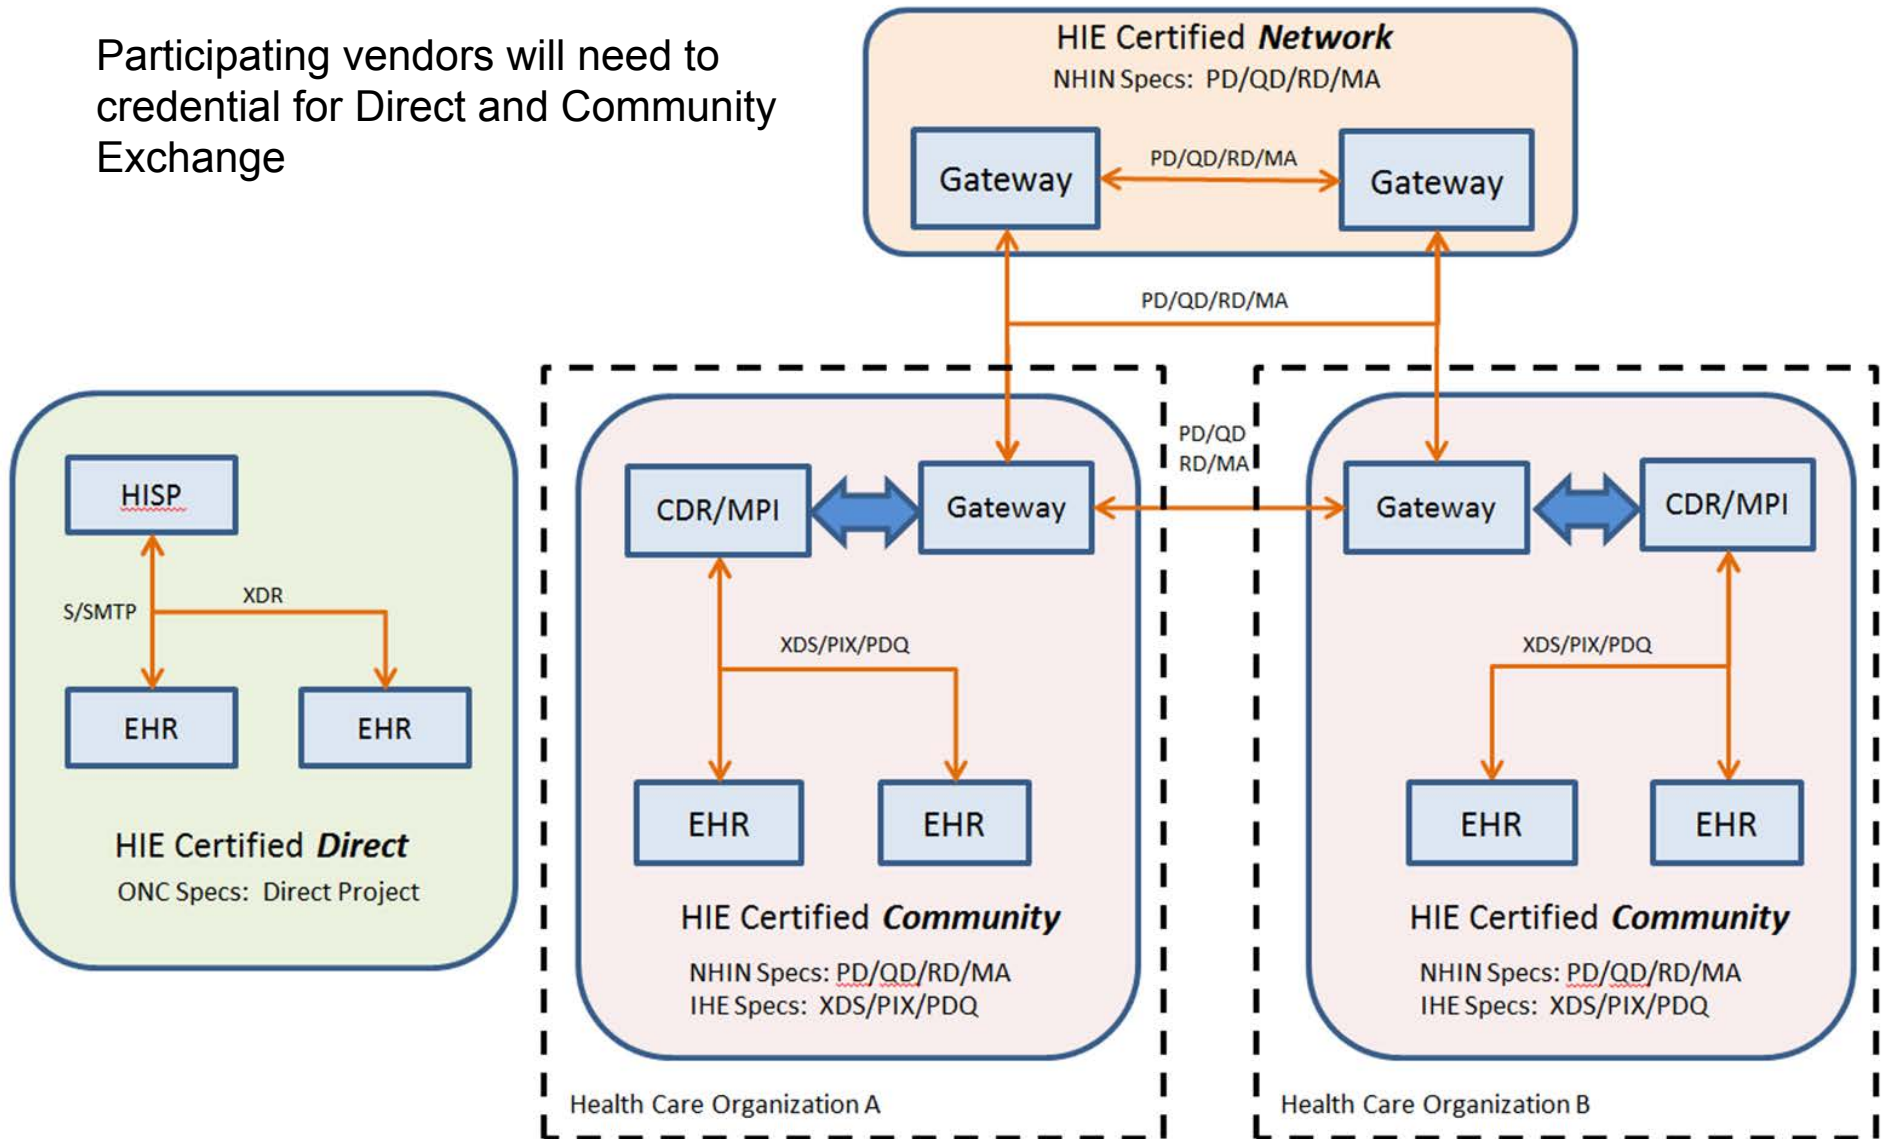 Participating vendors will need to
credential for Direct and Community
Exchange
HIE Certified Network
NHIN Specs: PD/QD/RD/MA
Gateway
PD/QD/RD/MA
Gateway
PD/QD/RD/MA
HISP
S/SMTP
XDR
EHR
EHR
HIE Certified Direct
ONC Specs: Direct Project
CDR/MPI
Gateway
XDS/PIX/PDQ
EHR
EHR
HIE Certified Community
NHIN Specs: PD/QD/RD/MA
IHE Specs: XDS/PIX/PDQ
Health Care Organization A
PD/QD
RD/MA
Gateway
CDR/MPI
XDS/PIX/PDQ
EHR
EHR
HIE Certified Community
NHIN Specs: PD/QD/RD/MA
IHE Specs: XDS/PIX/PDQ
Health Care Organization B